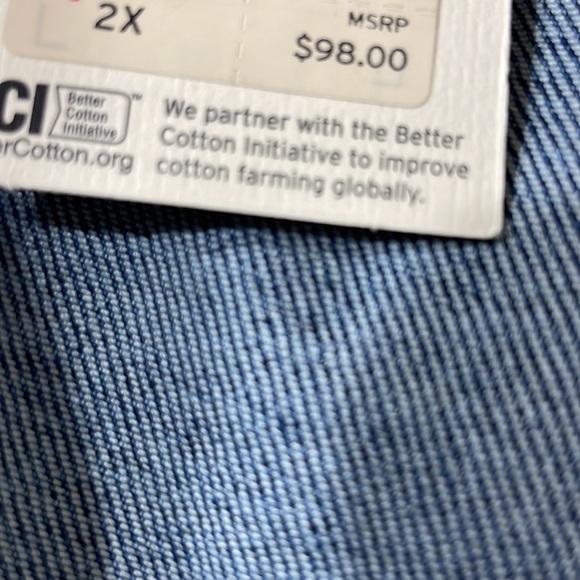 2X
MSRP
$98.00
CI
Better
Cotton
Initiative
™
rCotton.org
We partner with the Better
Cotton Initiative to improve
cotton farming globally.